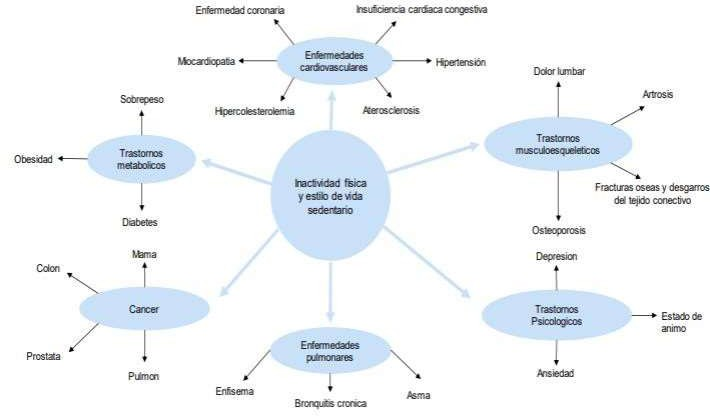 Enfermedad coronaria
Insuficiencia cardiaca congestiva
Enfermedades
cardiovasculares
Miocardiopatia
Hipertensión
Hipercolesterolemia
Aterosclerosis
Dolor lumbar
Artrosis
Trastornos
musculoesqueleticos
Fracturas oseas y desgarros
del tejido conectivo
Osteoporosis
Sobrepeso
Trastornos
metabolicos
Obesidad
Diabetes
Inactividad física
y estilo de vida
sedentario
Mama
Colon
Cancer
Prostata
Pulmon
Enfermedades
pulmonares
Enfisema
Bronquitis cronica
Asma
Depresion
Trastornos
Psicologicos
Estado de
animo
Ansiedad